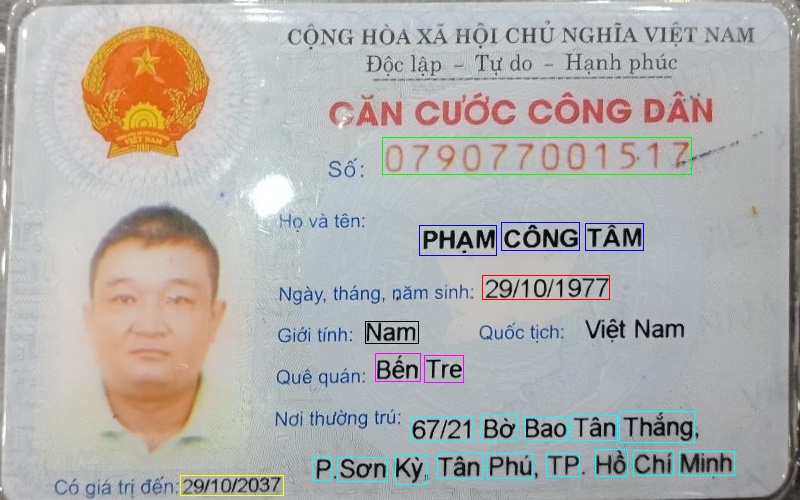 CỘNG HÒA XÃ HỘI CHỦ NGHĨA VIỆT NAM
Độc lập - Tự do - Hạnh phúc
CĂN CƯỚC CÔNG DÂN
Số: 079077001517
Họ và tên:
PHẠM CÔNG TÂM
Ngày, tháng, năm sinh: 29/10/1977
Giới tính: Nam Quốc tịch: Việt Nam
Quê quán: Bến Tre
Nơi thường trú: 67/21 Bờ Bao Tân Thắng,
P.Sơn Kỳ, Tân Phú, TP. Hồ Chí Minh
Có giá trị đến: 29/10/2037
VIỆT NAM